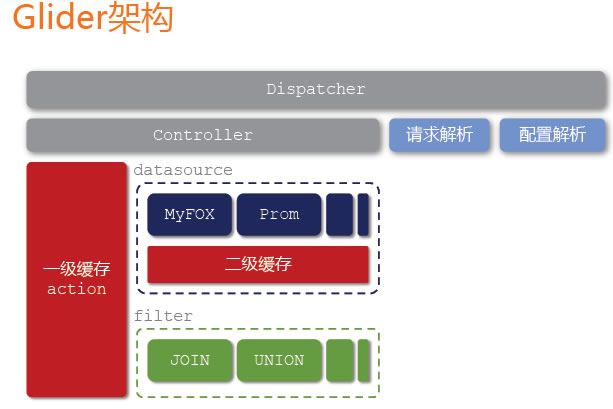 Glider架构
Dispatcher
Controller
请求解析
配置解析
datasource
MyFOX
Prom
二级缓存
一级缓存
action
filter
JOIN
UNION